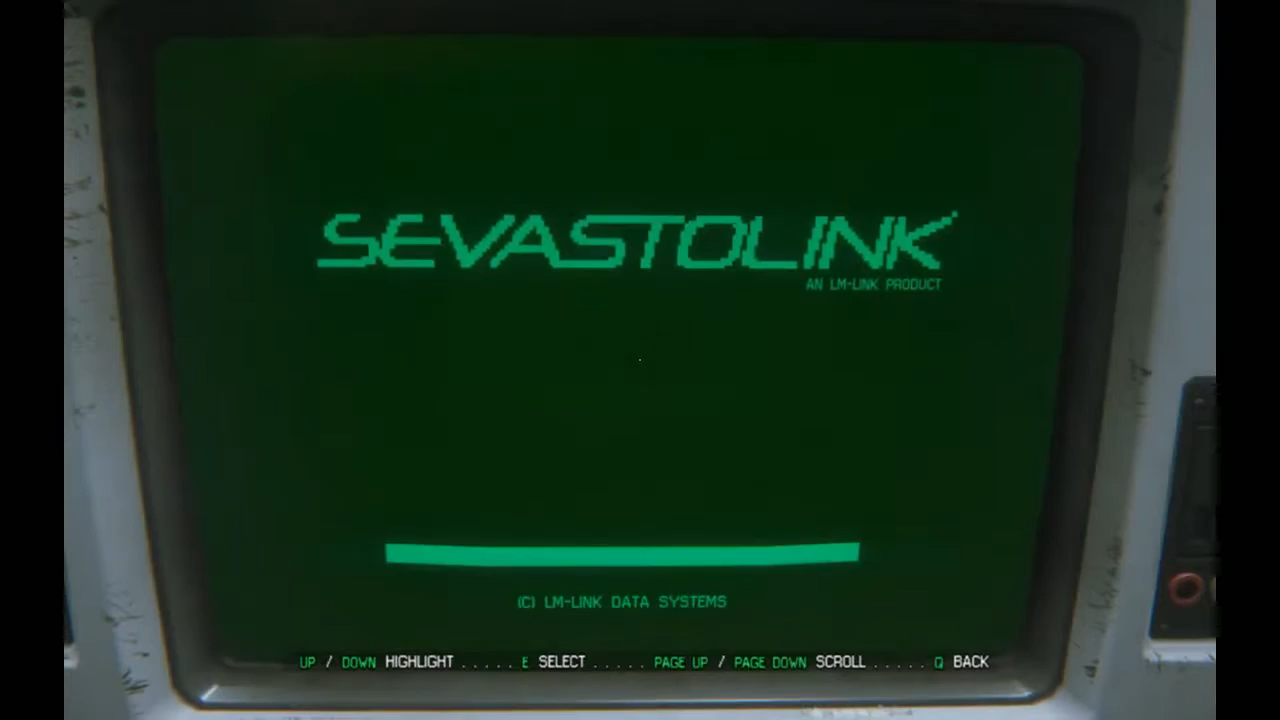 SEVASTOLINK
AN LM-LINK PRODUCT
(C) LM-LINK DATA SYSTEMS
UP / DOWN HIGHLIGHT ..... E SELECT ..... PAGE UP / PAGE DOWN SCROLL ..... Q BACK